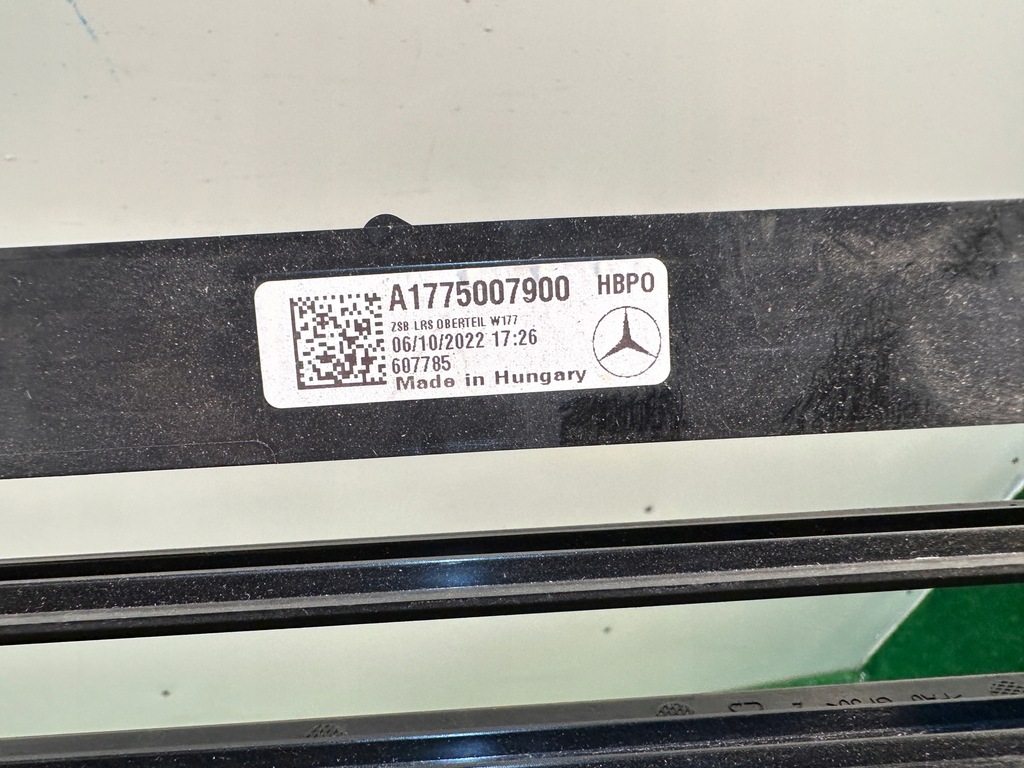 A1775007900 HBPO
ZSB LRS OBERTEIL W177
06/10/2022 17:26
607785
Made in Hungary